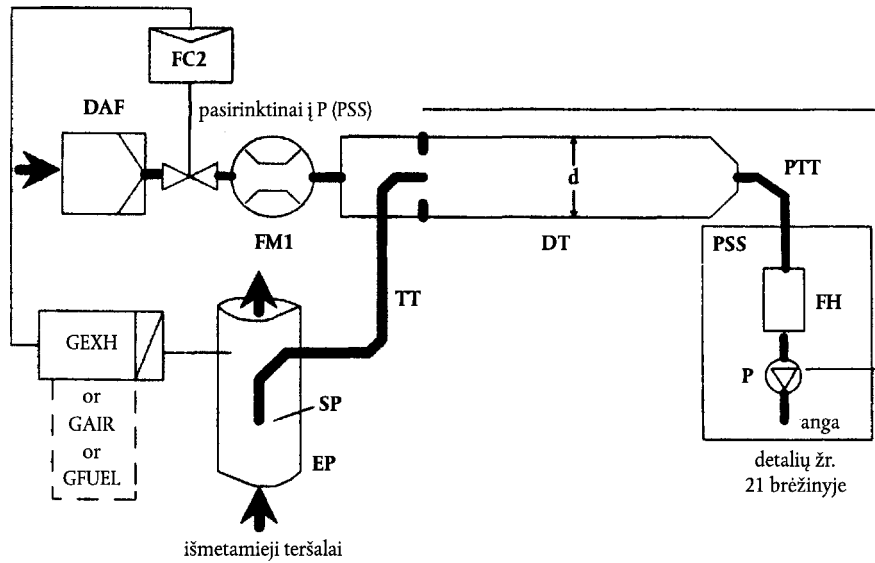 FC2
pasirinktinai į P (PSS)
DAF
PTT
d
FM1
DT
PSS
TT
FH
GEXH
P
or
GAIR
or
GFUEL
SP
anga
EP
detalių žr.
21 brėžinyje
išmetamieji teršalai